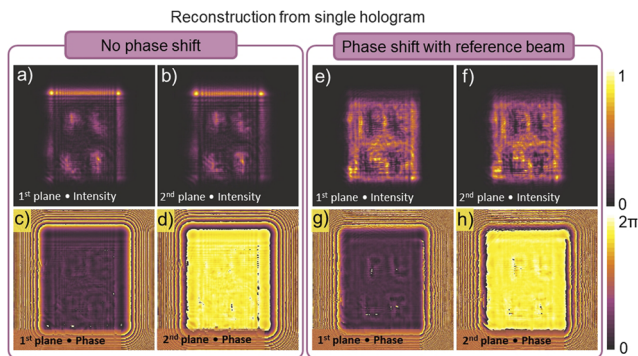 Reconstruction from single hologram
No phase shift
Phase shift with reference beam
a)
b)
e)
f)
1
1st plane • Intensity
2nd plane • Intensity
1st plane • Intensity
2nd plane • Intensity
0
c)
d)
g)
h)
2π
1st plane • Phase
2nd plane • Phase
1st plane • Phase
2nd plane • Phase
0